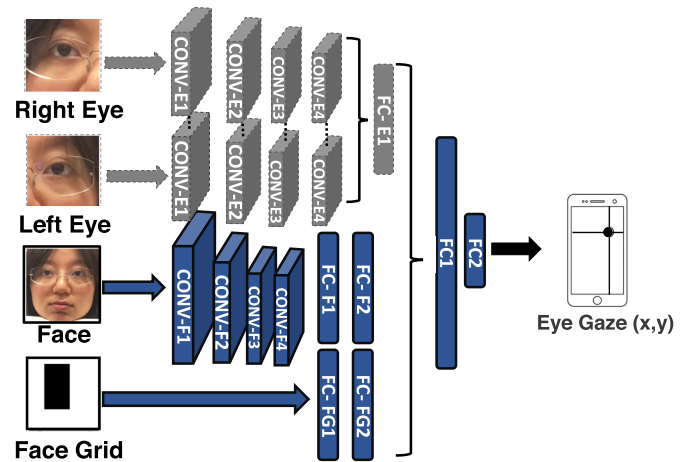 Right Eye
CONV-E1
CONV-E2
CONV-E3
CONV-E4
FC- E1
Left Eye
CONV-E1
CONV-E2
CONV-E3
CONV-E4
Face
CONV-F1
CONV-F2
CONV-F3
CONV-F4
FC- F1
FC- F2
Face Grid
FC- FG1
FC- FG2
FC1
FC2
Eye Gaze (x,y)